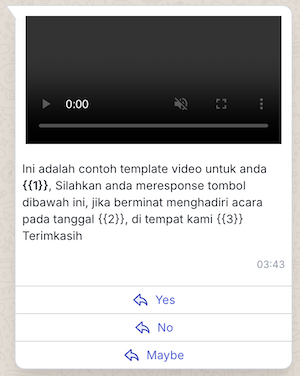 0:00
Ini adalah contoh template video untuk anda
{{1}}, Silahkan anda meresponse tombol
dibawah ini, jika berminat menghadiri acara
pada tanggal {{2}}, di tempat kami {{3}}
Terimkasih
03:43
Yes
No
Maybe